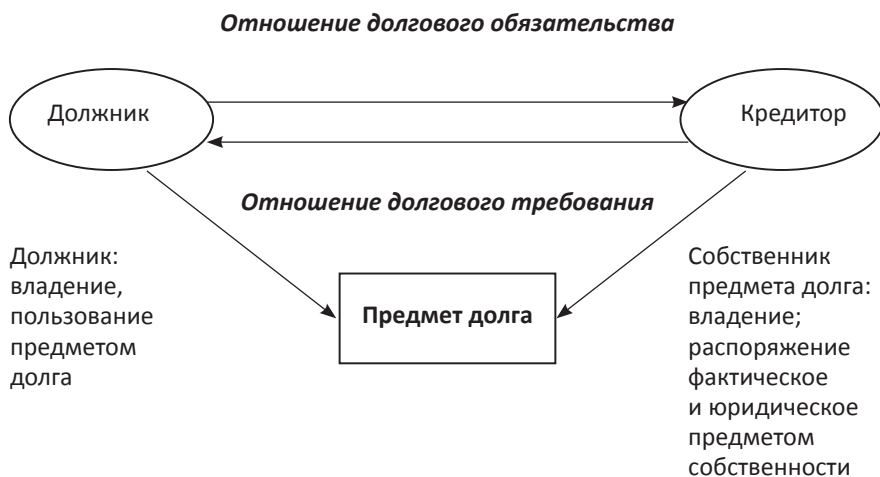 Отношение долгового обязательства
Должник
Кредитор
Отношение долгового требования
Должник:
владение,
пользование
предметом
долга
Предмет долга
Собственник
предмета долга:
владение;
распоряжение
фактическое
и юридическое
предметом
собственности